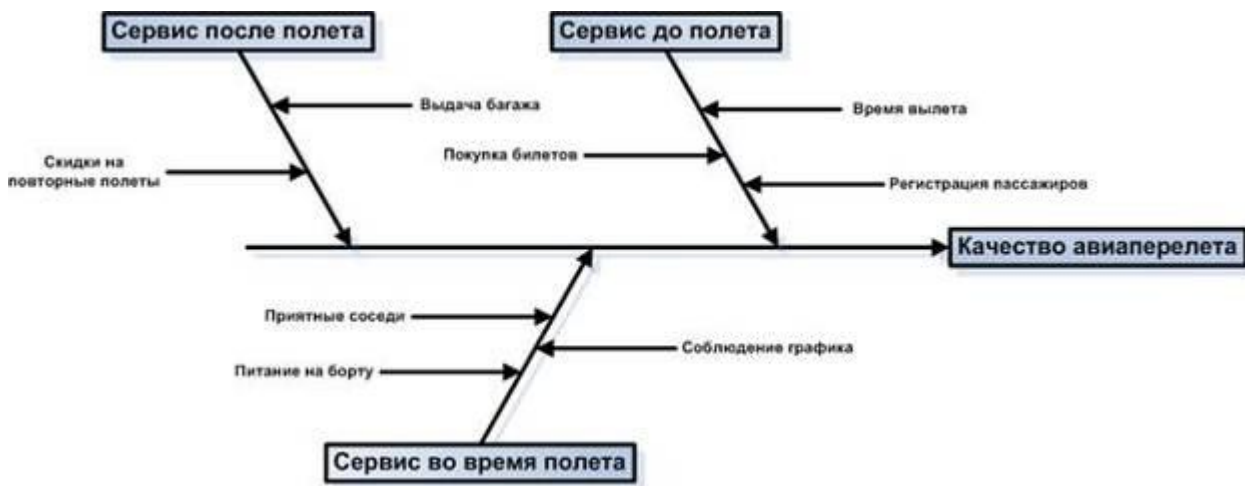 Сервис после полета
Сервис до полета
Выдача багажа
Время вылета
Покупка билетов
Скидки на
повторные полеты
Регистрация пассажиров
Качество авиаперелета
Приятные соседи
Соблюдение графика
Питание на борту
Сервис во время полета